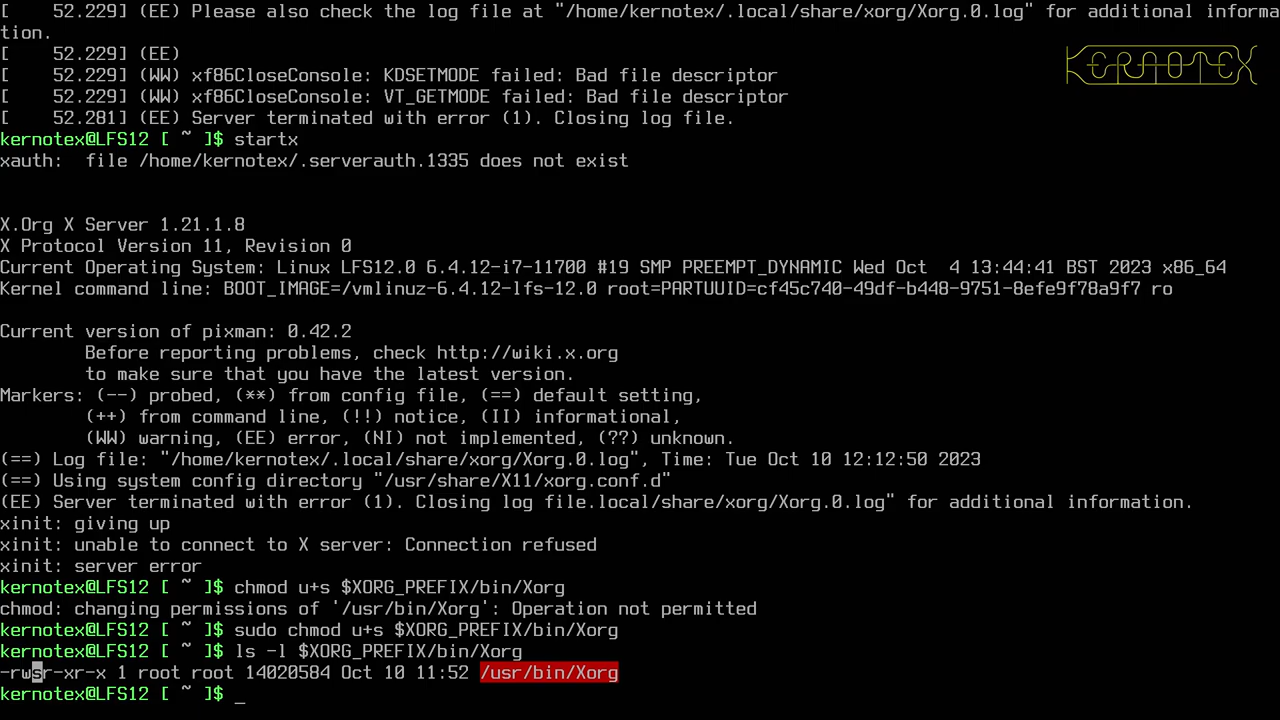 [    52.229] (EE) Please also check the log file at "/home/kernotex/.local/share/xorg/Xorg.0.log" for additional informa
tion.
[    52.229] (EE)
[    52.229] (WW) xf86CloseConsole: KDSETMODE failed: Bad file descriptor
[    52.229] (WW) xf86CloseConsole: VT_GETMODE failed: Bad file descriptor
[    52.281] (EE) Server terminated with error (1). Closing log file.
KERNOTEX
kernotex@LFS12 [ ~ ]$ startx
xauth:  file /home/kernotex/.serverauth.1335 does not exist
X.Org X Server 1.21.1.8
X Protocol Version 11, Revision 0
Current Operating System: Linux LFS12.0 6.4.12-i7-11700 #19 SMP PREEMPT_DYNAMIC Wed Oct  4 13:44:41 BST 2023 x86_64
Kernel command line: BOOT_IMAGE=/vmlinuz-6.4.12-lfs-12.0 root=PARTUUID=cf45c740-49df-b448-9751-8efe9f78a9f7 ro
Current version of pixman: 0.42.2
        Before reporting problems, check http://wiki.x.org
        to make sure that you have the latest version.
Markers: (--) probed, (**) from config file, (==) default setting,
        (++) from command line, (!!) notice, (II) informational,
        (WW) warning, (EE) error, (NI) not implemented, (??) unknown.
(==) Log file: "/home/kernotex/.local/share/xorg/Xorg.0.log", Time: Tue Oct 10 12:12:50 2023
(==) Using system config directory "/usr/share/X11/xorg.conf.d"
(EE) Server terminated with error (1). Closing log file.local/share/xorg/Xorg.0.log" for additional information.
xinit: giving up
xinit: unable to connect to X server: Connection refused
xinit: server error
kernotex@LFS12 [ ~ ]$ chmod u+s $XORG_PREFIX/bin/Xorg
chmod: changing permissions of '/usr/bin/Xorg': Operation not permitted
kernotex@LFS12 [ ~ ]$ sudo chmod u+s $XORG_PREFIX/bin/Xorg
kernotex@LFS12 [ ~ ]$ ls -l $XORG_PREFIX/bin/Xorg
-rwsr-xr-x 1 root root 14020584 Oct 10 11:52 /usr/bin/Xorg
kernotex@LFS12 [ ~ ]$ _